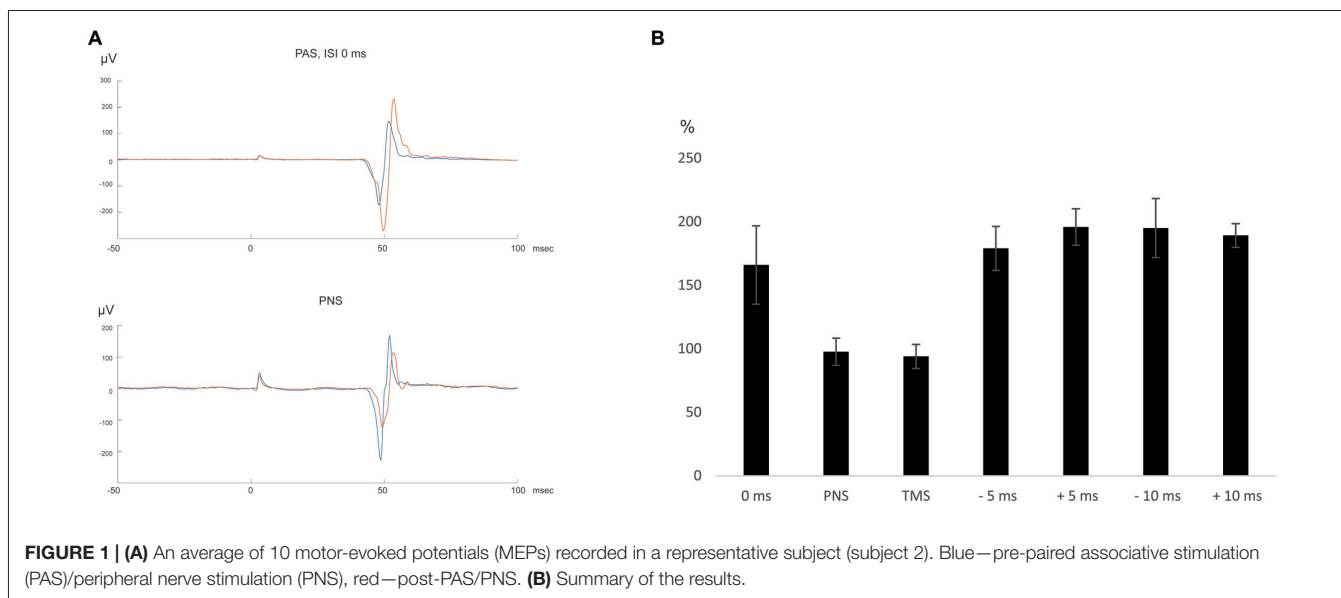 A
µV
PAS, ISI 0 ms
300
200
100
0
-100
-200
-50
0
50
100
msec
PNS
µV
200
100
0
-100
-200
-50
0
50
100
msec
B
%
250
200
150
100
50
0
0 ms
PNS
TMS
- 5 ms
+ 5 ms
- 10 ms
+ 10 ms
FIGURE 1 | (A) An average of 10 motor-evoked potentials (MEPs) recorded in a representative subject (subject 2). Blue—pre-paired associative stimulation
(PAS)/peripheral nerve stimulation (PNS), red—post-PAS/PNS. (B) Summary of the results.